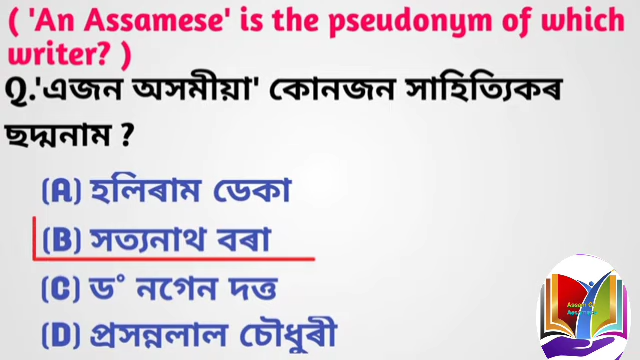 ( 'An Assamese' is the pseudonym of which
writer? )
Q.'এজন অসমীয়া' কোনজন সাহিত্যিকৰ
ছদ্মনাম ?
(A) হলিৰাম ডেকা
(B) সত্যনাথ বৰা
(C) ড° নগেন দত্ত
(D) প্ৰসন্নলাল চৌধুৰী